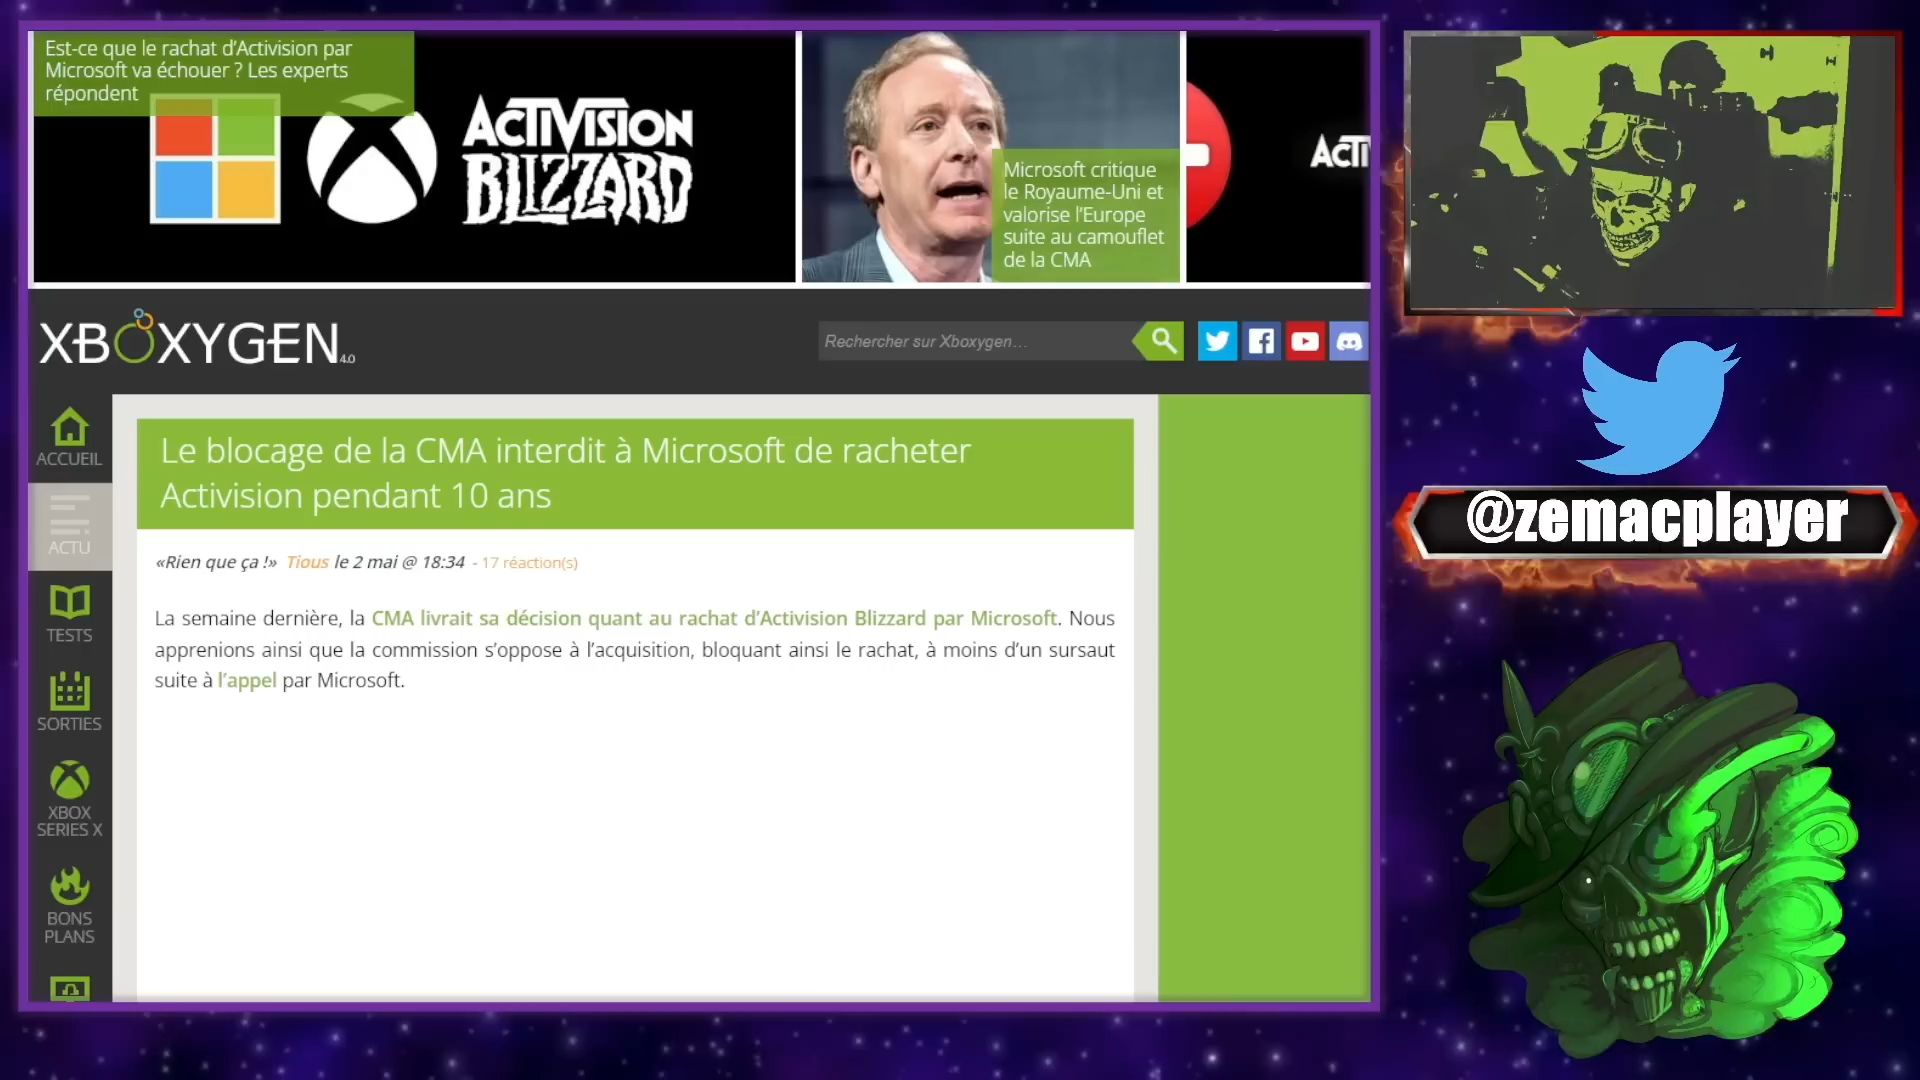 Est-ce que le rachat d'Activision par
Microsoft va échouer ? Les experts
répondent
ACTIVISION
BLIZZARD
Microsoft critique
le Royaume-Uni et
valorise l'Europe
suite au camouflet
de la CMA
ACTI
XBOXYGEN 4.0
Rechercher sur Xboxygen...
ACCUEIL
ACTU
TESTS
SORTIES
XBOX
SERIES X
BONS
PLANS
Le blocage de la CMA interdit à Microsoft de racheter
Activision pendant 10 ans
«Rien que ça !» Tious le 2 mai @ 18:34 - 17 réaction(s)
La semaine dernière, la CMA livrait sa décision quant au rachat d'Activision Blizzard par Microsoft. Nous
apprenions ainsi que la commission s'oppose à l'acquisition, bloquant ainsi le rachat, à moins d'un sursaut
suite à l'appel par Microsoft.
@zemacplayer